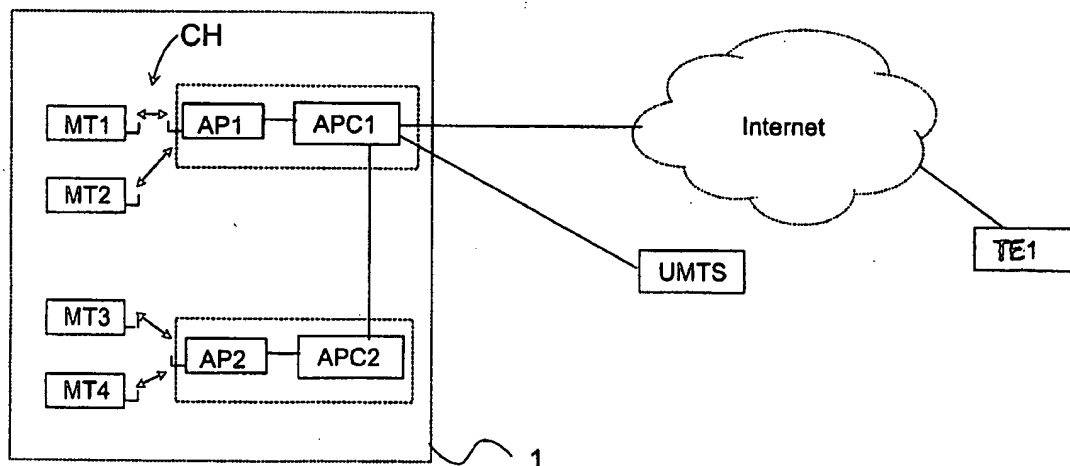 CH
MT1
AP1
APC1
Internet
MT2
UMTS
TE1
MT3
AP2
APC2
MT4
1